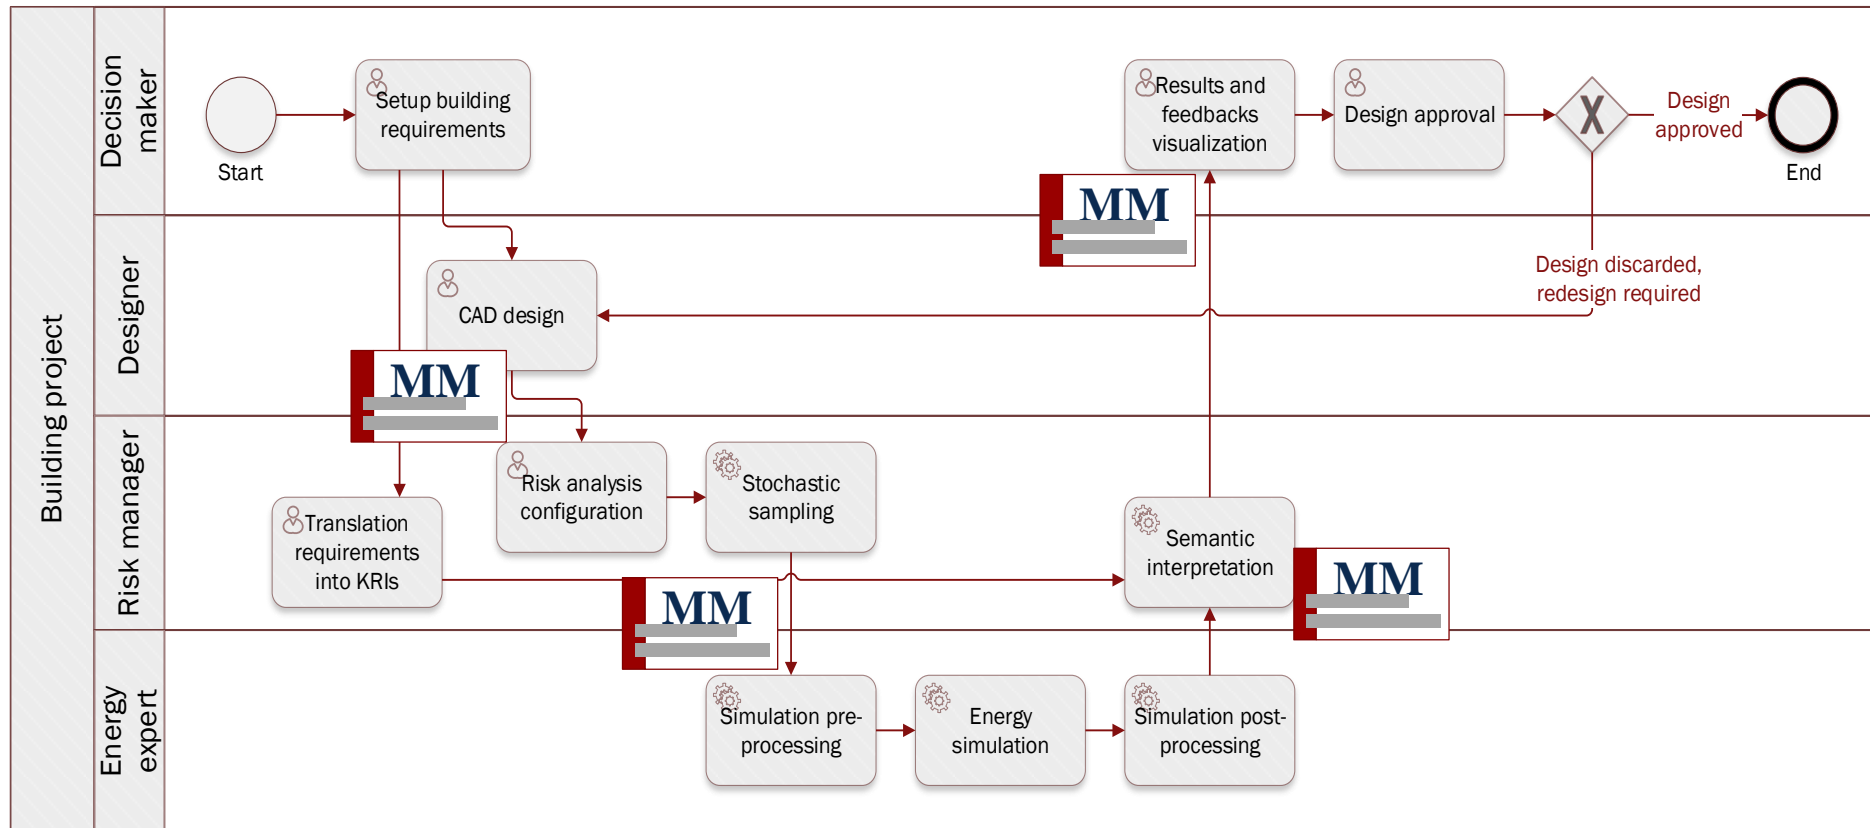 Building project
Decision
maker
Start
Setup building
requirements
Results and
feedbacks
visualization
Design approval
X
Design
approved
End
MM
Designer
CAD design
Design discarded,
redesign required
MM
Risk manager
Risk analysis
configuration
Stochastic
sampling
Translation
requirements
into KRIs
Semantic
interpretation
MM
MM
Energy
expert
Simulation pre-
processing
Energy
simulation
Simulation post-
processing